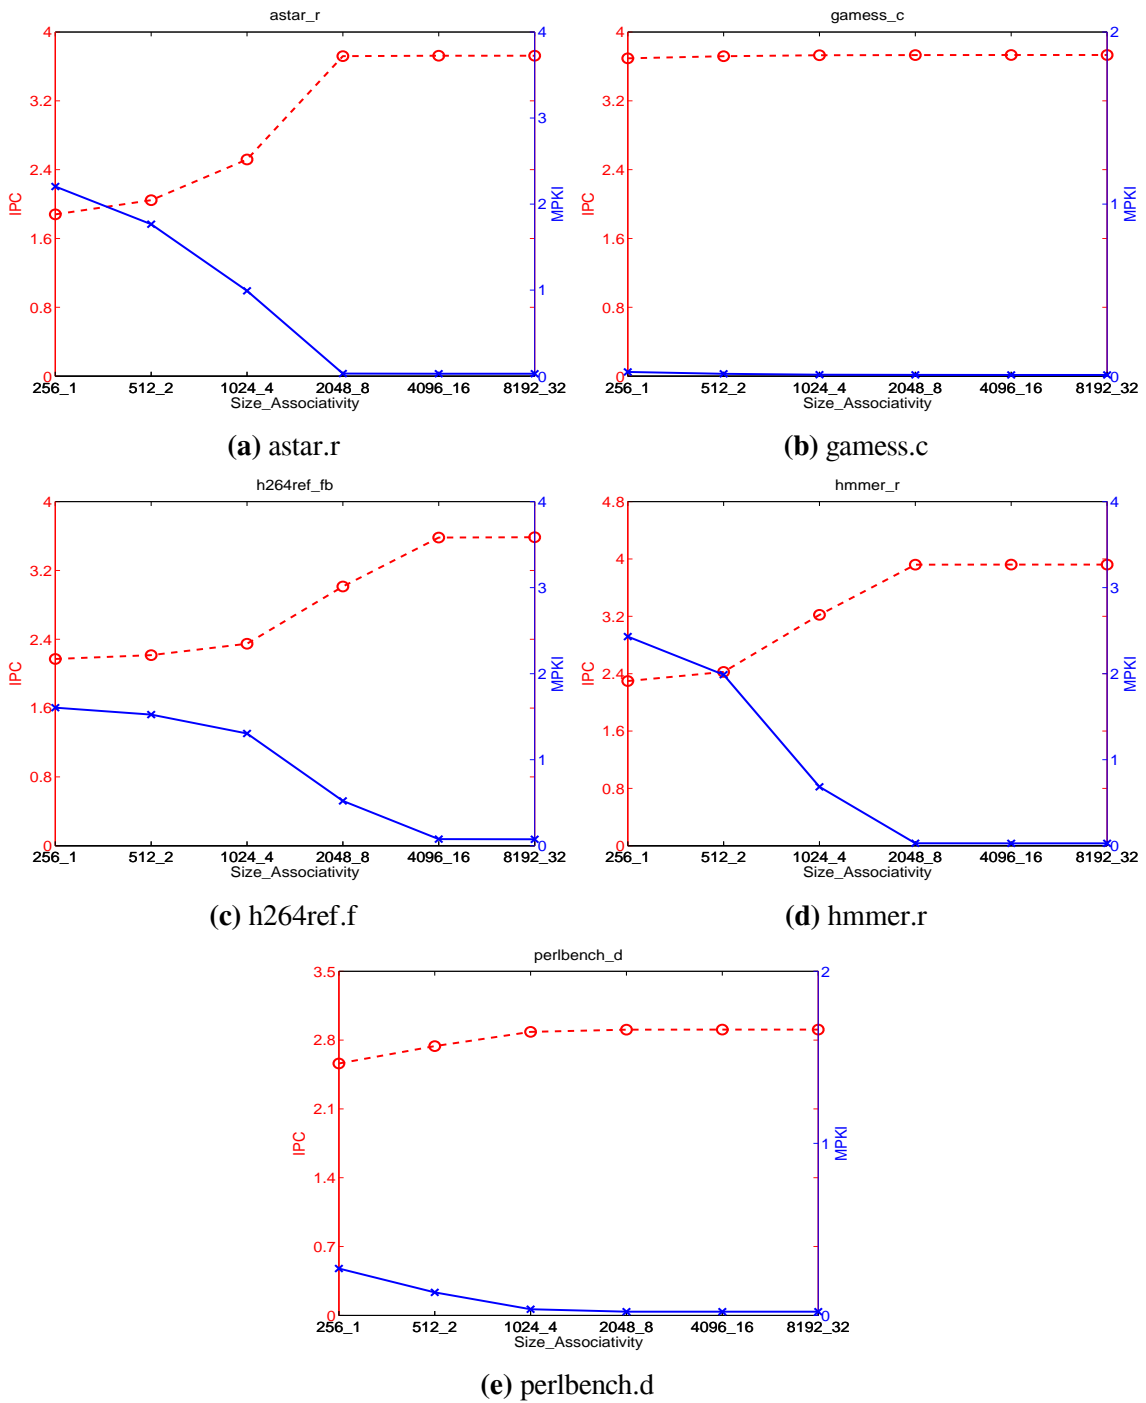 astar_r
gamess_c
4
3.2
2.4
1.6
0.8
0
IPC
4
3
2
1
0
MPKI
256_1 512_2 1024_4 2048_8 4096_16 8192_32
Size_Associativity
4
3.2
2.4
1.6
0.8
0
IPC
2
1
0
MPKI
256_1 512_2 1024_4 2048_8 4096_16 8192_32
Size_Associativity
(a) astar.r
(b) gamess.c
h264ref_fb
hmmer_r
4
3.2
2.4
1.6
0.8
0
IPC
4
3
2
1
0
MPKI
256_1 512_2 1024_4 2048_8 4096_16 8192_32
Size_Associativity
4.8
4
3.2
2.4
1.6
0.8
0
IPC
4
3
2
1
0
MPKI
256_1 512_2 1024_4 2048_8 4096_16 8192_32
Size_Associativity
(c) h264ref.f
(d) hmmer.r
perlbench_d
3.5
2.8
2.1
1.4
0.7
0
IPC
2
1
0
MPKI
256_1 512_2 1024_4 2048_8 4096_16 8192_32
Size_Associativity
(e) perlbench.d